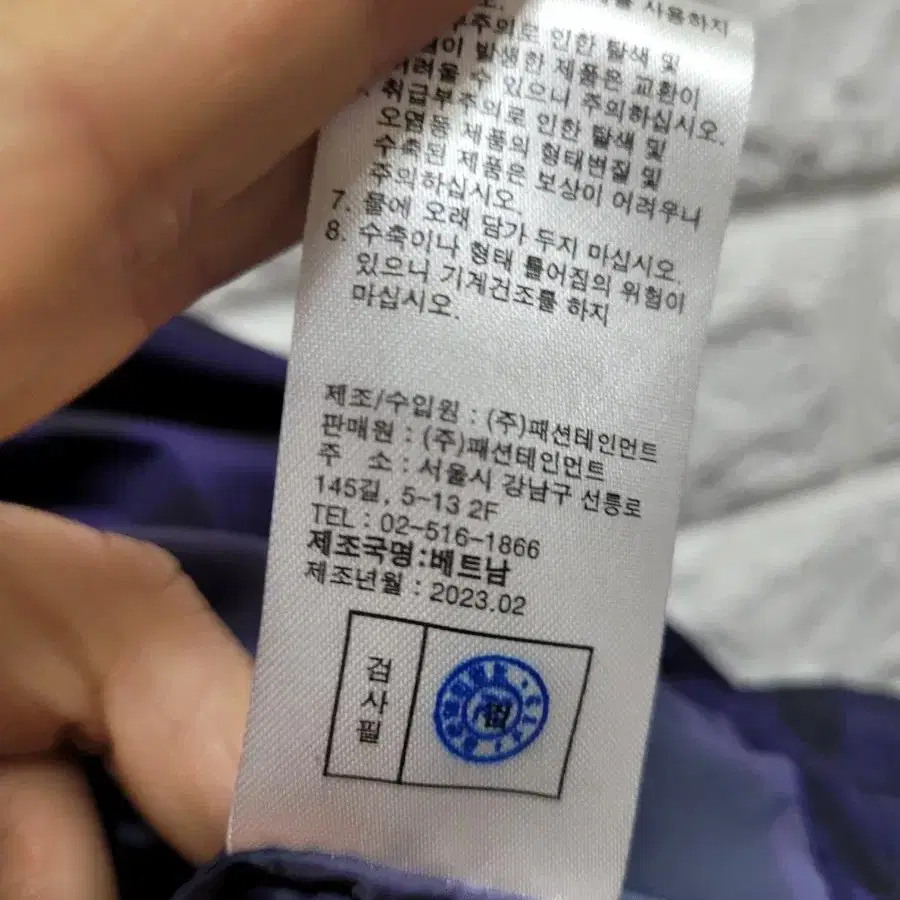 사용하지
부주의로 인한 탈색 및
발생한 제품은 교환이
어려울 수 있으니 주의하십시오.
취급부주의로 인한 탈색 및
오염동 제품의 형태변질 및
수축된 제품은 보상이 어려우니
주의하십시오.
7. 물에 오래 담가 두지 마십시오.
8. 수축이나 형태 틀어짐의 위험이
있으니 기계건조를 하지
마십시오.
제조/수입원 : (주)패션테인먼트
판매원 : (주)패션테인먼트
주 소 : 서울시 강남구 선릉로
145길, 5-13 2F
TEL : 02-516-1866
제조국명:베트남
제조년월 : 2023.02
검사필